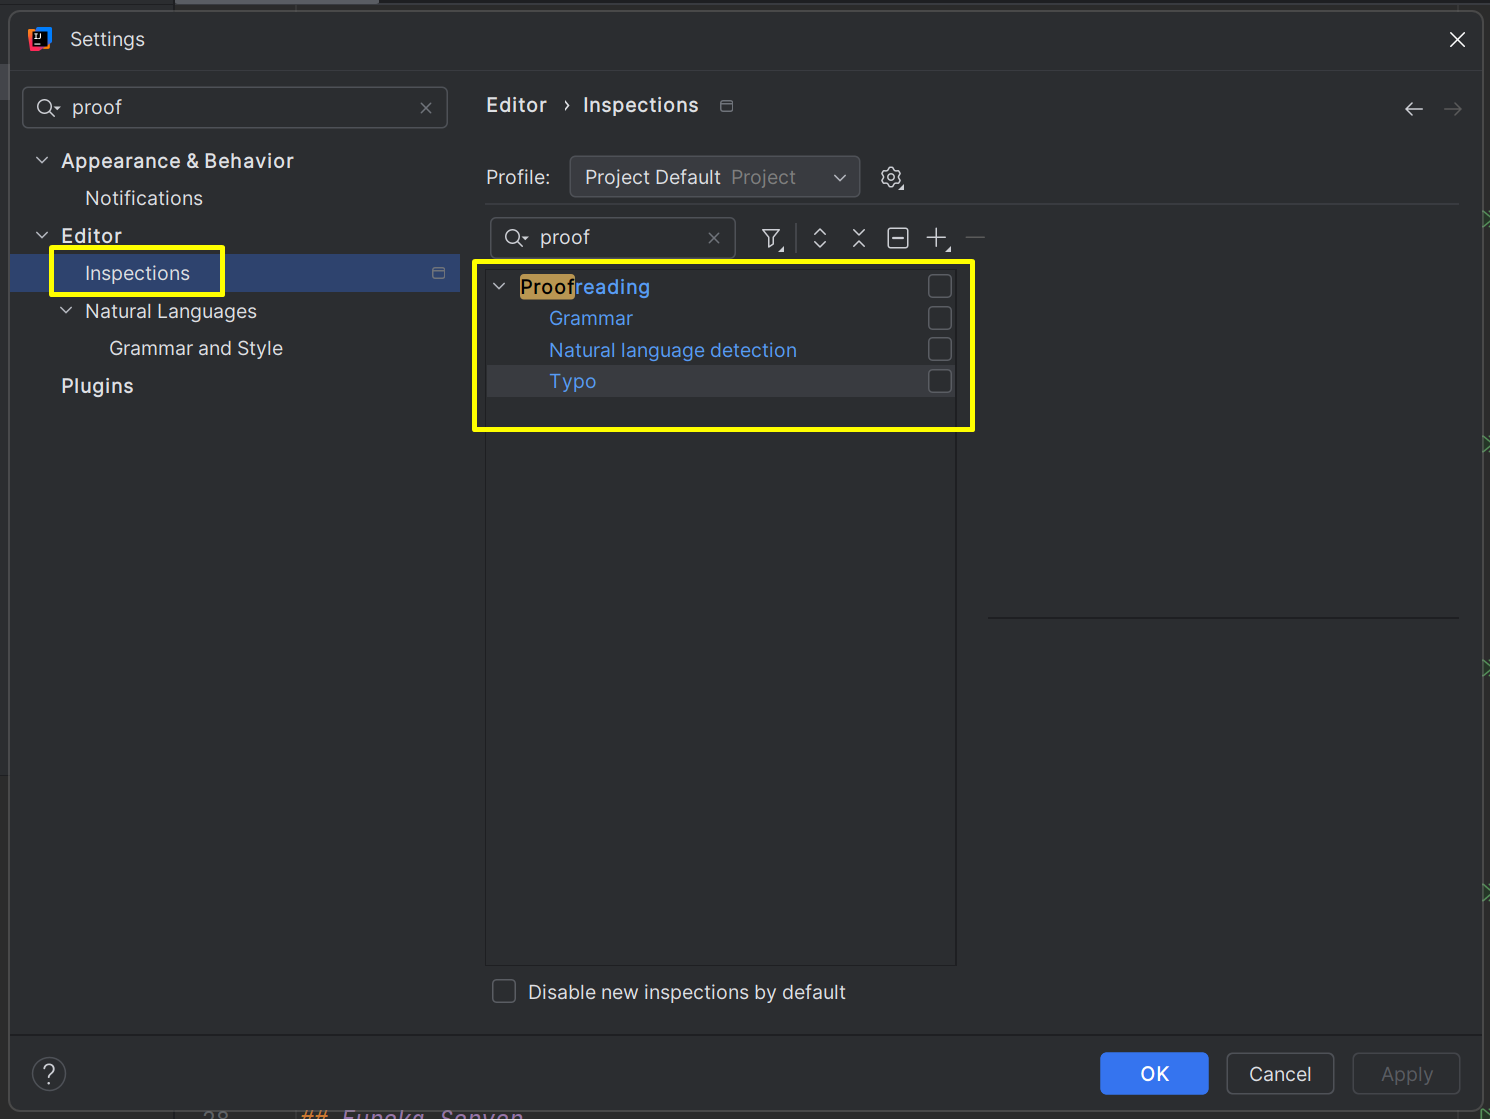 Settings
proof
Appearance & Behavior
Notifications
Editor
Inspections
Natural Languages
Grammar and Style
Plugins
Editor › Inspections
Profile: Project Default Project
proof
Proofreading
Grammar
Natural language detection
Typo
Disable new inspections by default
? OK Cancel Apply